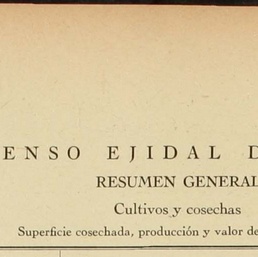 ENSO EJIDAL D
RESUMEN GENERAL
Cultivos y cosechas
Superficie cosechada, producción y valor de